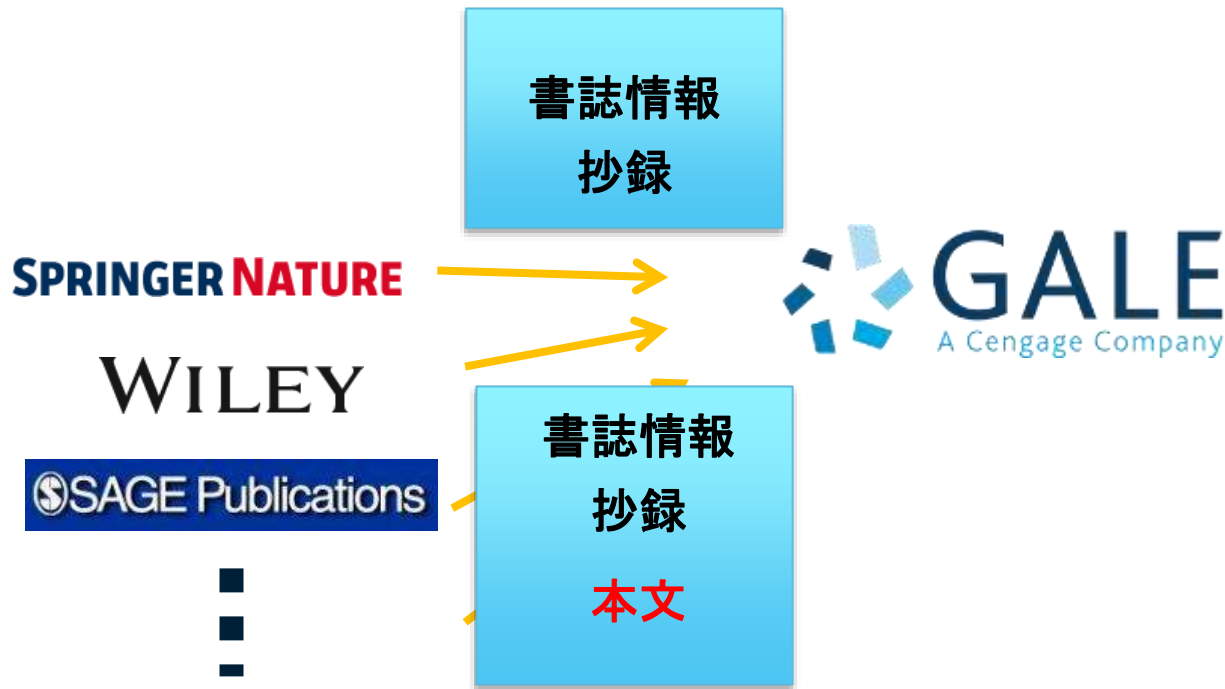 書誌情報
抄録
SPRINGER NATURE
WILEY
SAGE Publications
書誌情報
抄録
本文
GALE
A Cengage Company